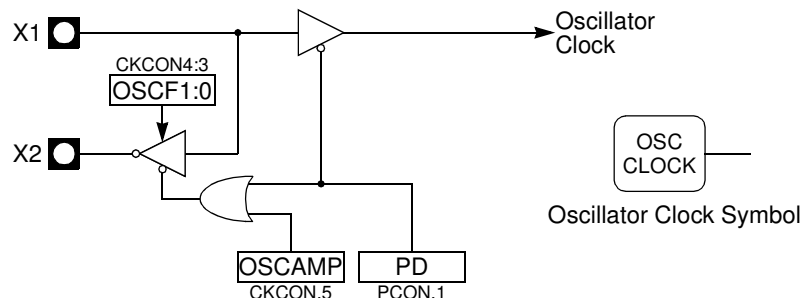 X1
Oscillator
Clock
CKCON4:3
OSCF1:0
X2
OSC
CLOCK
Oscillator Clock Symbol
OSCAMP
PD
CKCON.5
PCON.1